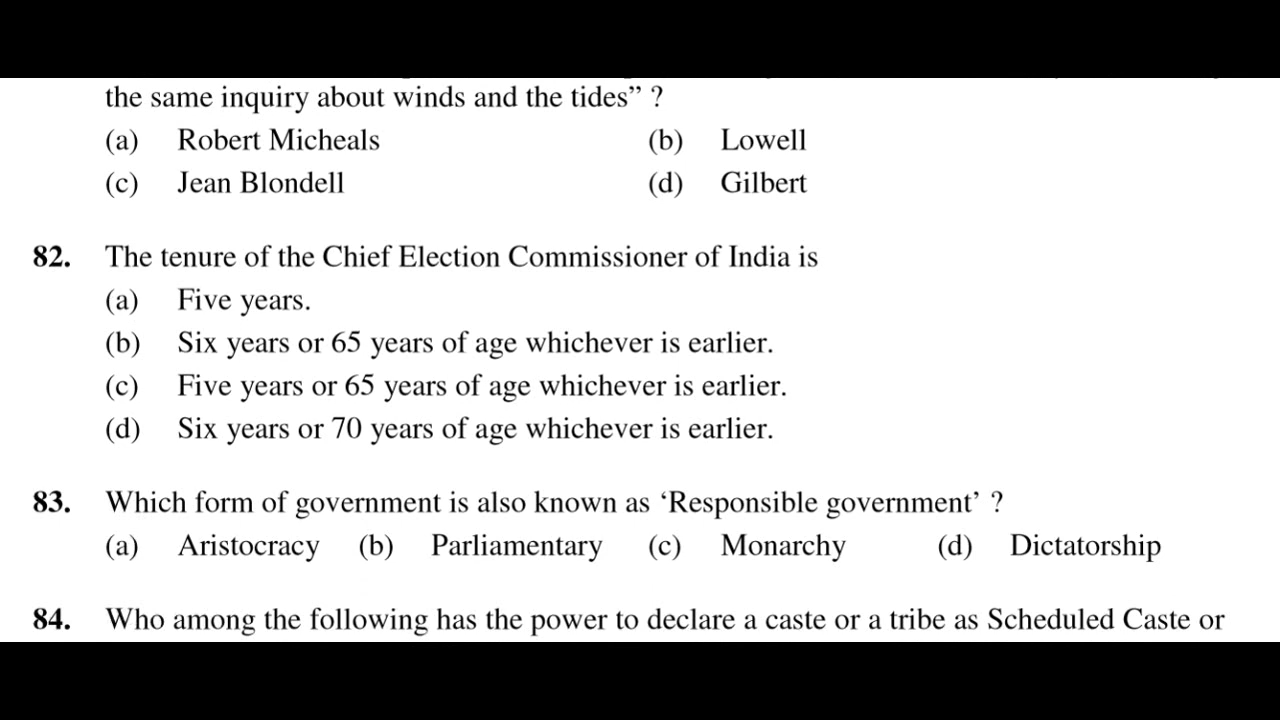 the same inquiry about winds and the tides” ?
(a) Robert Micheals (b) Lowell
(c) Jean Blondell (d) Gilbert
82. The tenure of the Chief Election Commissioner of India is
(a) Five years.
(b) Six years or 65 years of age whichever is earlier.
(c) Five years or 65 years of age whichever is earlier.
(d) Six years or 70 years of age whichever is earlier.
83. Which form of government is also known as ‘Responsible government’ ?
(a) Aristocracy (b) Parliamentary (c) Monarchy (d) Dictatorship
84. Who among the following has the power to declare a caste or a tribe as Scheduled Caste or